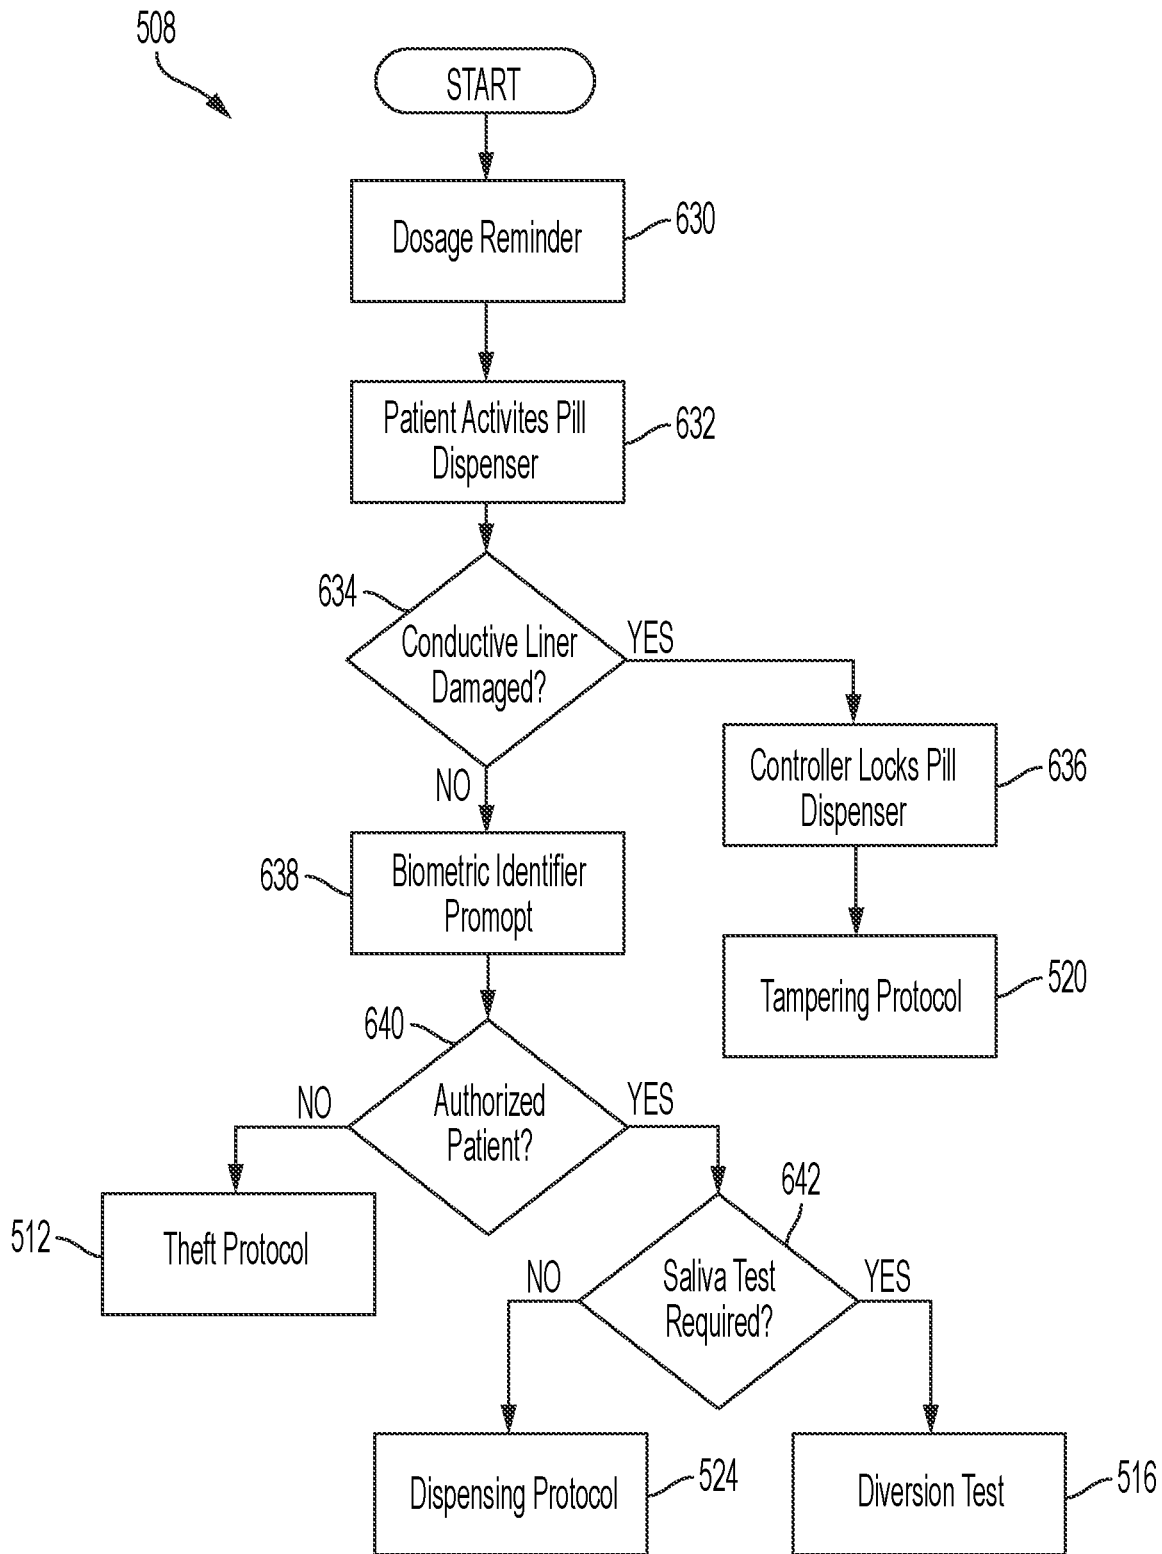 508
START
Dosage Reminder
630
Patient Activites Pill
Dispenser
632
634
Conductive Liner
Damaged?
YES
NO
Controller Locks Pill
Dispenser
636
638
Biometric Identifier
Promopt
Tampering Protocol
520
640
Authorized
Patient?
NO
YES
512
Theft Protocol
642
Saliva Test
Required?
NO
YES
Dispensing Protocol
524
Diversion Test
516